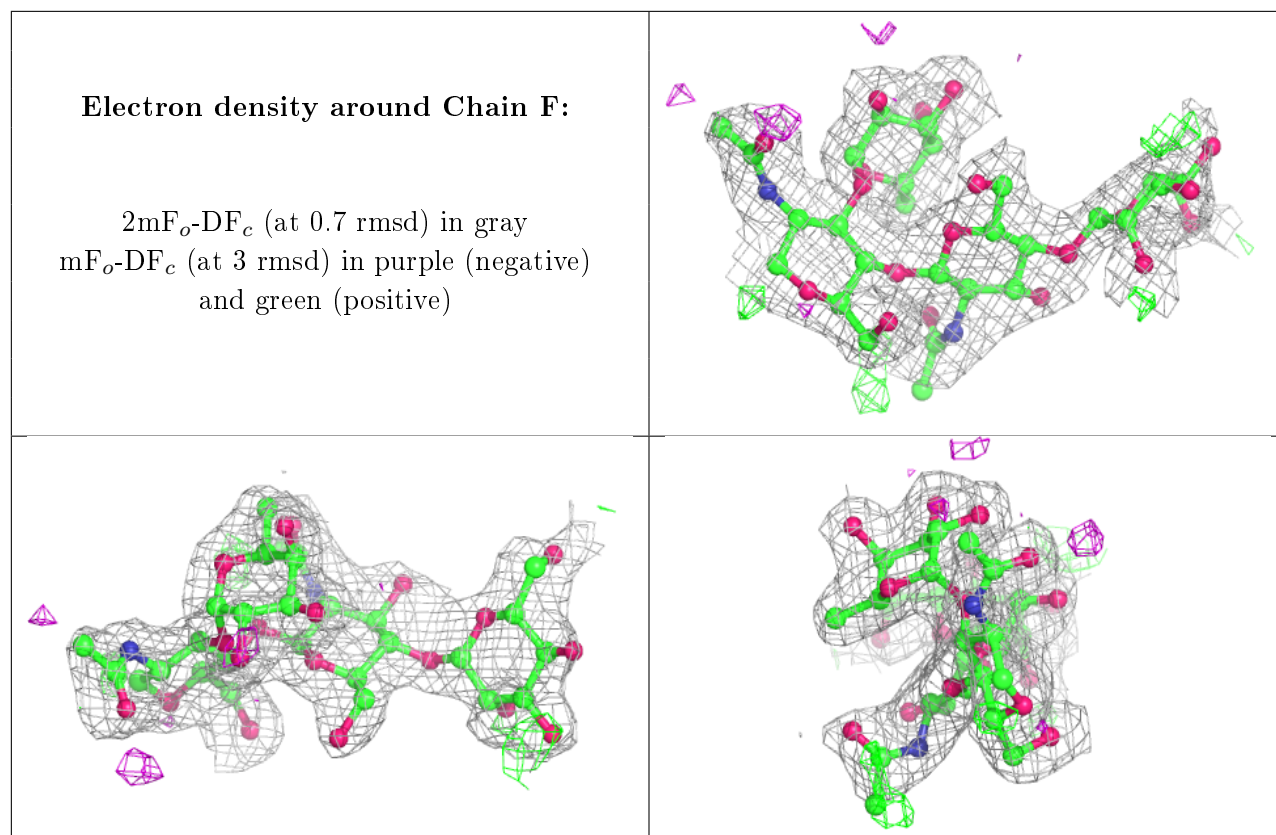 Electron density around Chain F:
2mFo-DFc (at 0.7 rmsd) in gray
mFo-DFc (at 3 rmsd) in purple (negative)
and green (positive)